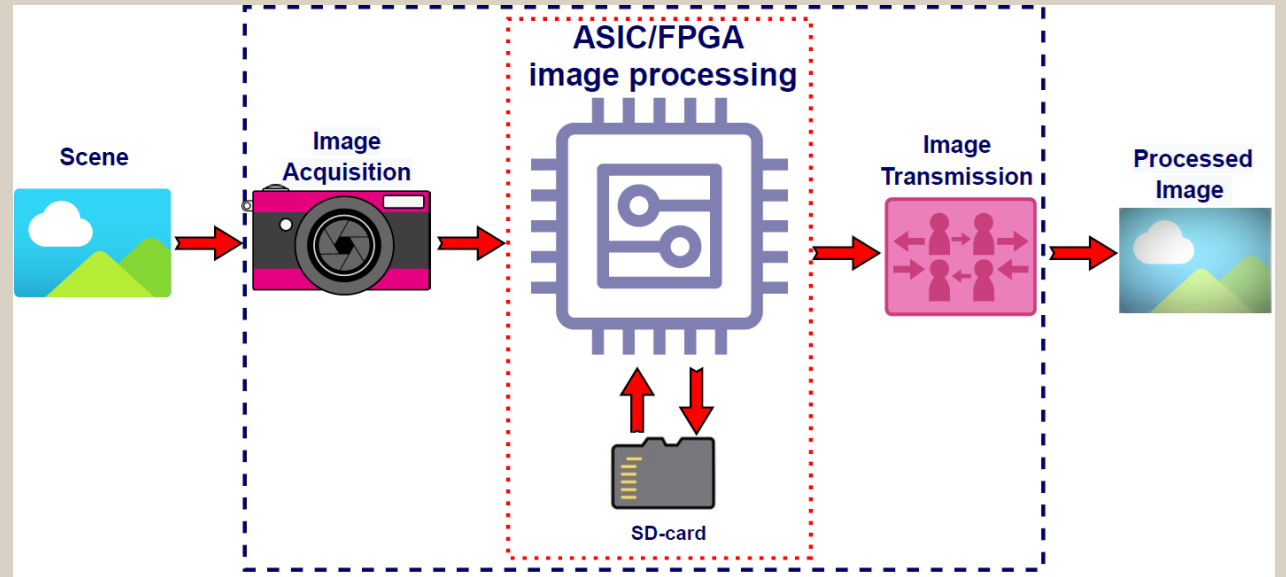 ASIC/FPGA
image processing
Scene
Image
Acquisition
Image
Transmission
Processed
Image
SD-card